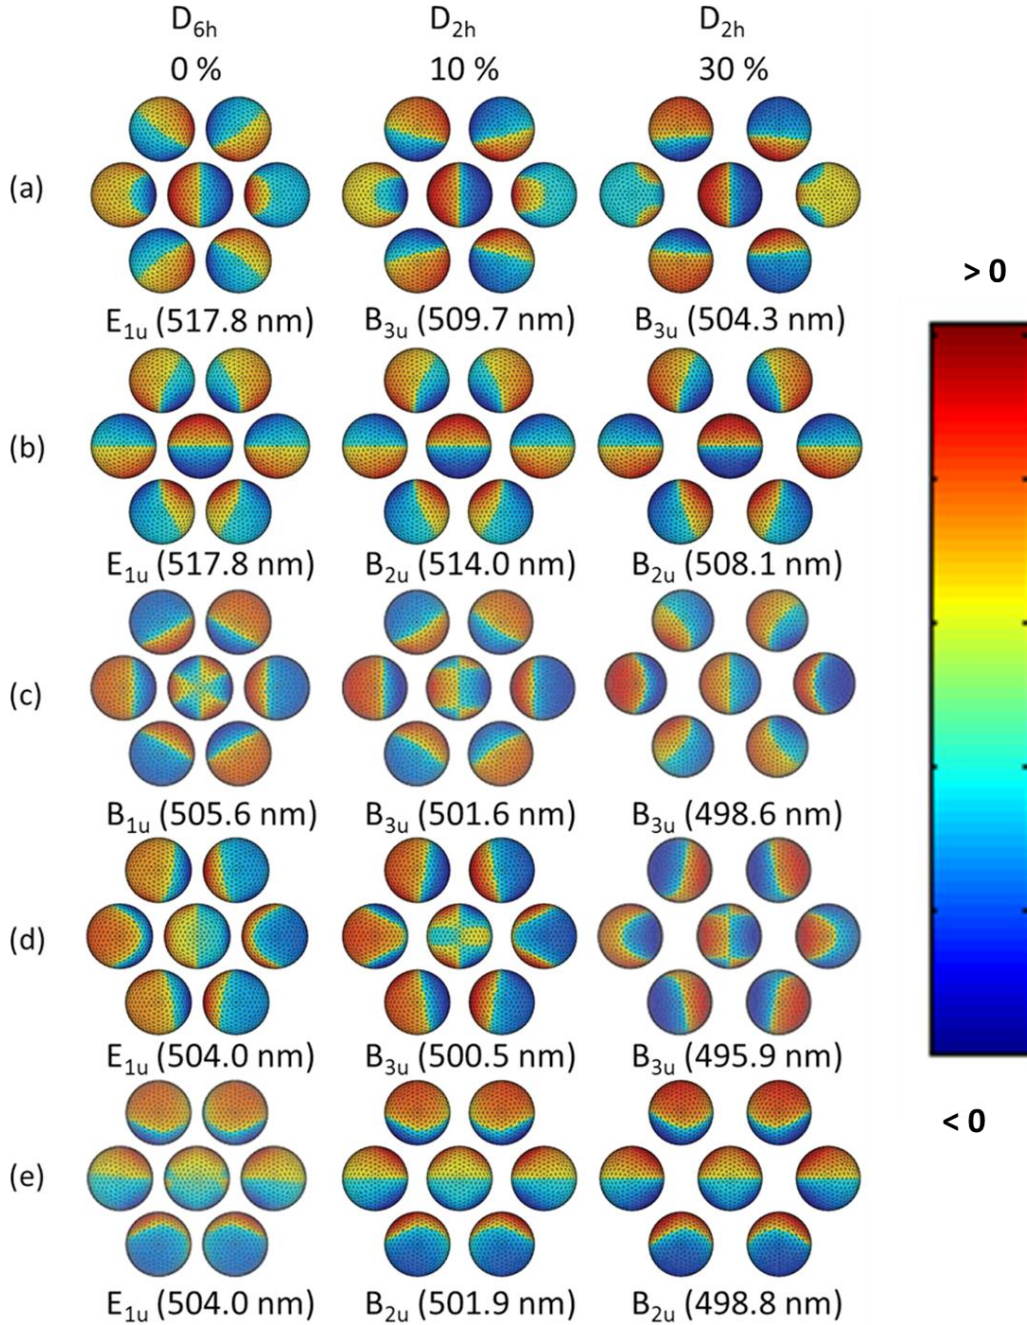 D6h D2h D2h
0 % 10 % 30 %
(a)
> 0
E1u (517.8 nm) B3u (509.7 nm) B3u (504.3 nm)
(b)
E1u (517.8 nm) B2u (514.0 nm) B2u (508.1 nm)
(c)
B1u (505.6 nm) B3u (501.6 nm) B3u (498.6 nm)
(d)
E1u (504.0 nm) B3u (500.5 nm) B3u (495.9 nm)
< 0
(e)
E1u (504.0 nm) B2u (501.9 nm) B2u (498.8 nm)